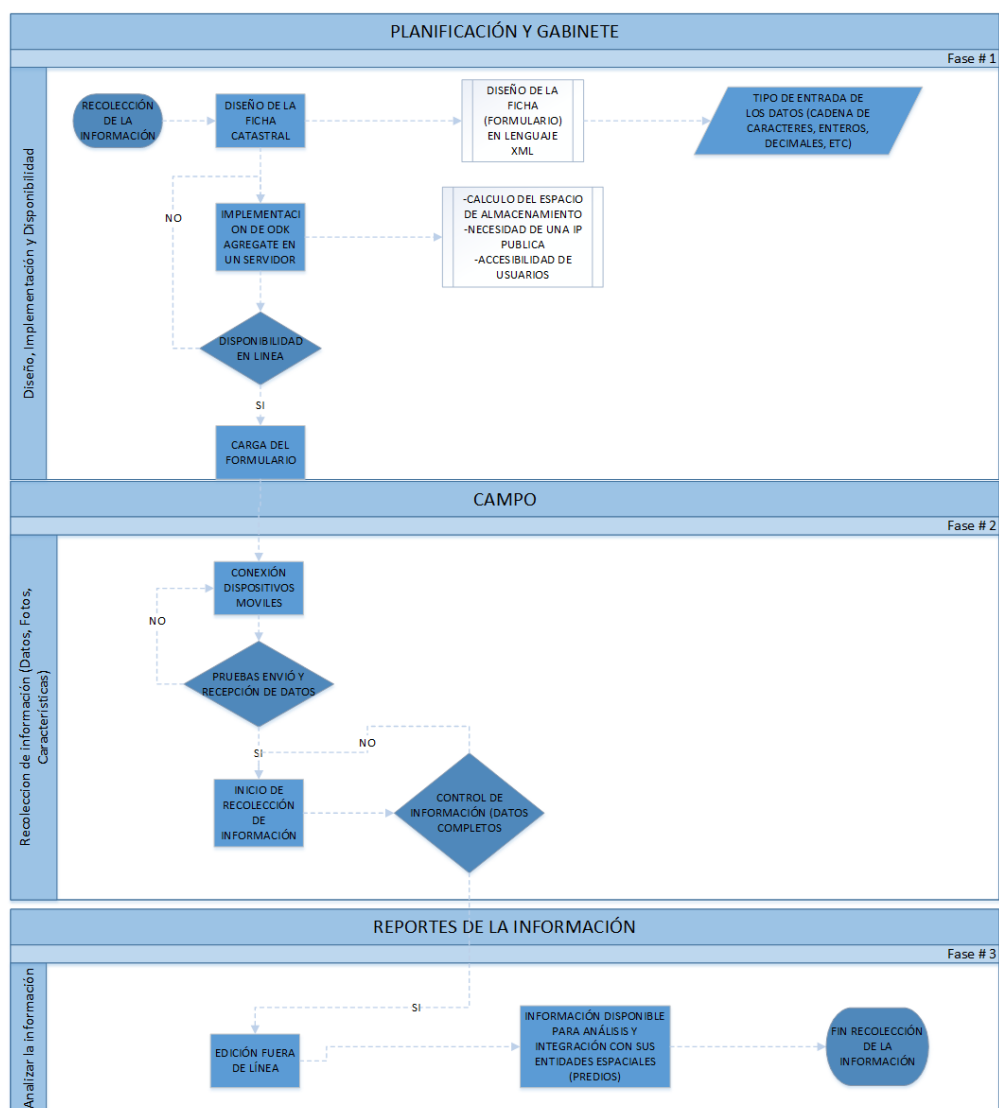 PLANIFICACIÓN Y GABINETE
Fase # 1
Diseño, Implementación y Disponibilidad
RECOLECCIÓN
DE LA
INFORMACIÓN
DISEÑO DE LA
FICHA
CATASTRAL
DISEÑO DE LA
FICHA
(FORMULARIO)
EN LENGUAJE
XML
TIPO DE ENTRADA DE
LOS DATOS (CADENA DE
CARACTERES, ENTEROS,
DECIMALES, ETC)
NO
IMPLEMENTACI
ON DE ODK
AGREGATE EN
UN SERVIDOR
-CALCULO DEL ESPACIO
DE ALMACENAMIENTO
-NECESIDAD DE UNA IP
PUBLICA
-ACCESIBILIDAD DE
USUARIOS
DISPONIBILIDAD
EN LINEA
SI
CARGA DEL
FORMULARIO
CAMPO
Fase # 2
Recoleccion de información (Datos, Fotos,
Características)
CONEXIÓN
DISPOSITIVOS
MOVILES
NO
PRUEBAS ENVIÓ Y
RECEPCIÓN DE DATOS
NO
SI
INICIO DE
RECOLECCIÓN
DE
INFORMACIÓN
CONTROL DE
INFORMACIÓN (DATOS
COMPLETOS
REPORTES DE LA INFORMACIÓN
Fase # 3
Analizar la información
SI
EDICIÓN FUERA
DE LÍNEA
INFORMACIÓN DISPONIBLE
PARA ANÁLISIS Y
INTEGRACIÓN CON SUS
ENTIDADES ESPACIALES
(PREDIOS)
FIN RECOLECCIÓN
DE LA
INFORMACIÓN